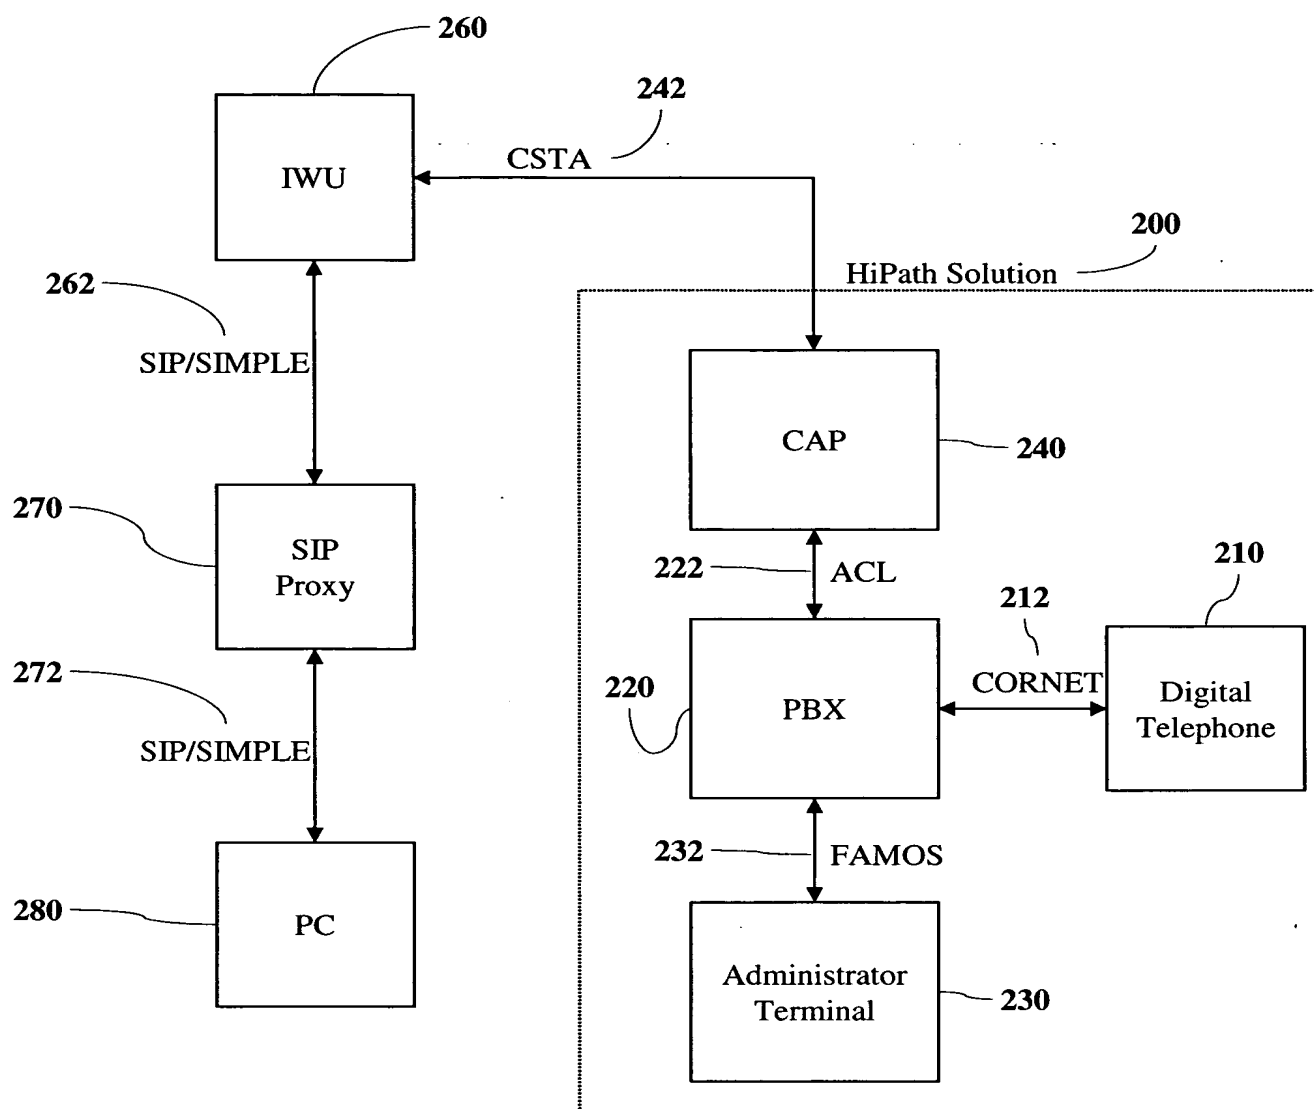 260
242
CSTA
IWU
200
HiPath Solution
262
SIP/SIMPLE
CAP
240
270
SIP
Proxy
222
ACL
210
212
272
220
PBX
CORNET
Digital
Telephone
SIP/SIMPLE
232
FAMOS
280
PC
Administrator
Terminal
230